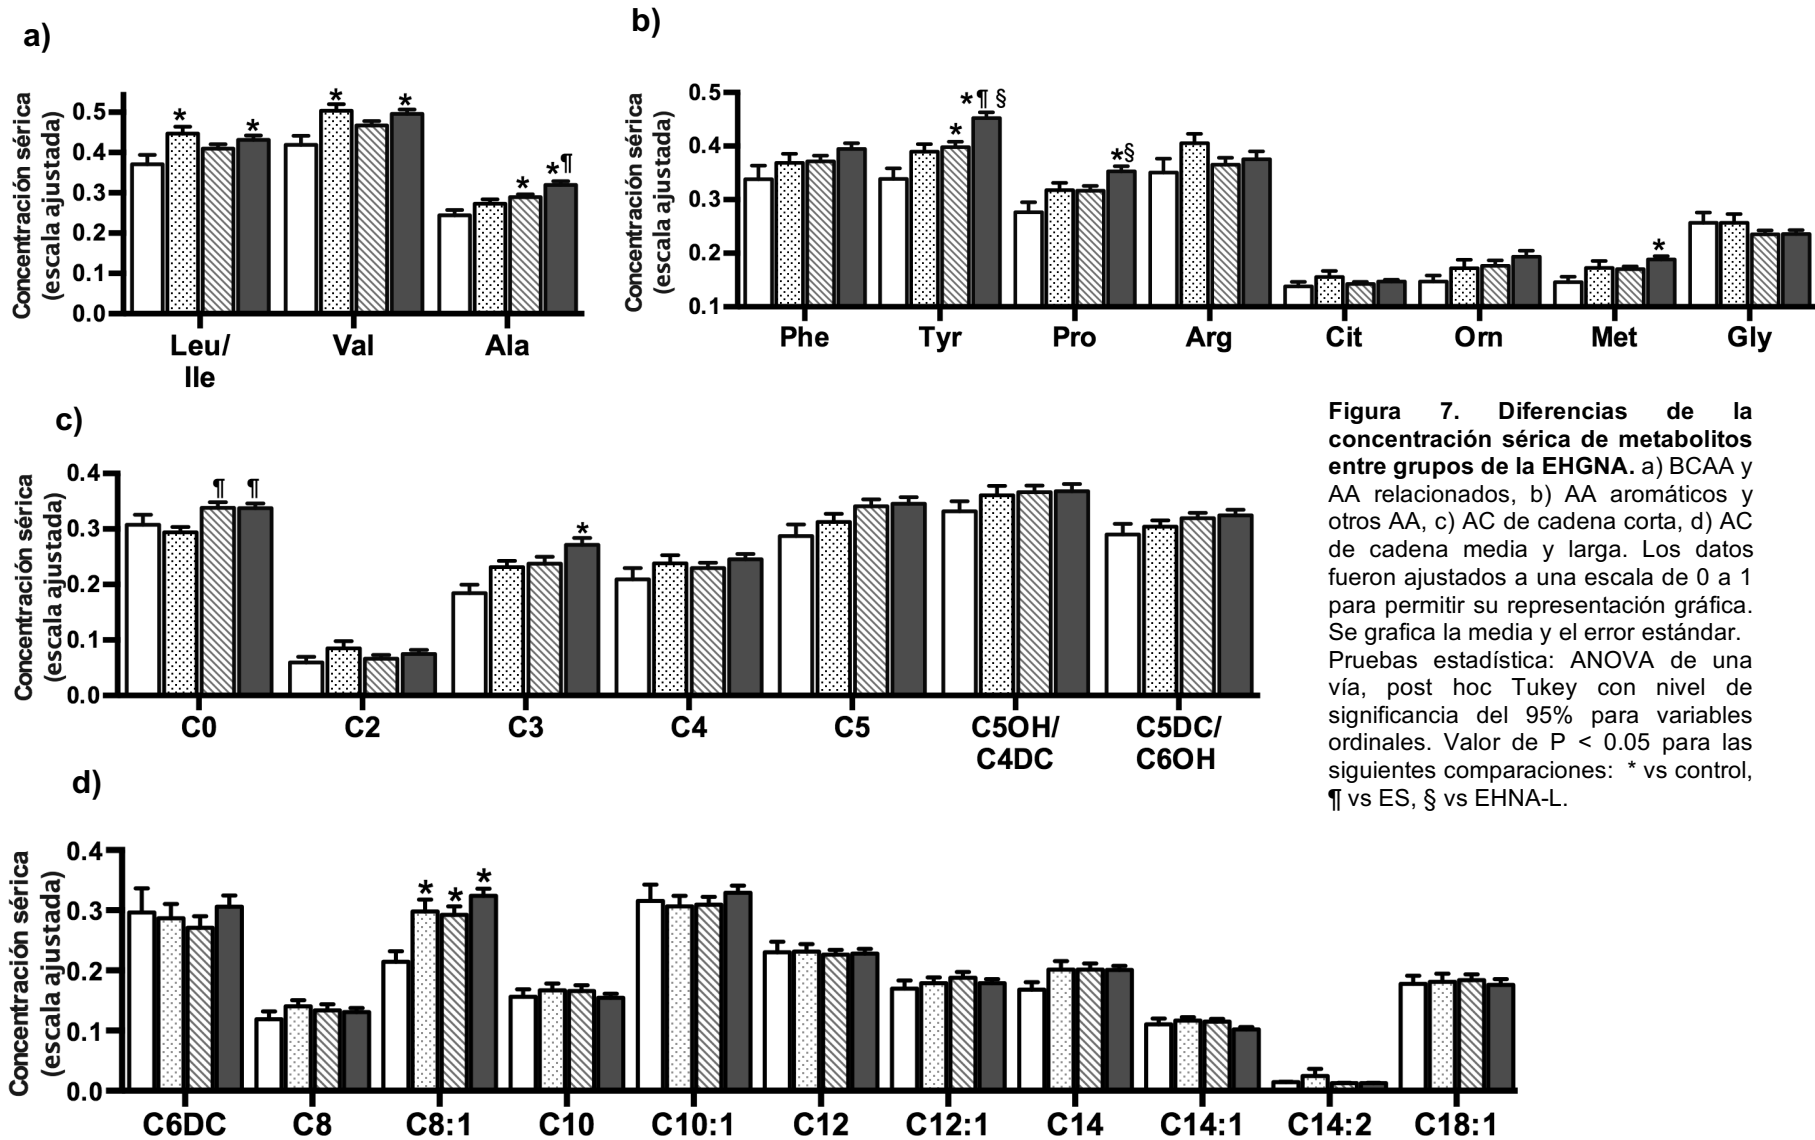 a)
Concentración sérica
(escala ajustada)
0.5
0.4
0.3
0.2
0.1
0.0
* * * * * *¶
Leu/
Ile
Val
Ala
b)
Concentración sérica
(escala ajustada)
0.5
0.4
0.3
0.2
0.1
* *¶§ *§ *
Phe
Tyr
Pro
Arg
Cit
Orn
Met
Gly
c)
Concentración sérica
(escala ajustada)
0.4
0.3
0.2
0.1
0.0
¶ ¶ *
C0
C2
C3
C4
C5
C5OH/
C4DC
C5DC/
C6OH
Figura 7. Diferencias de la
concentración sérica de metabolitos
entre grupos de la EHGNA. a) BCAA y
AA relacionados, b) AA aromáticos y
otros AA, c) AC de cadena corta, d) AC
de cadena media y larga. Los datos
fueron ajustados a una escala de 0 a 1
para permitir su representación gráfica.
Se grafica la media y el error estándar.
Pruebas estadística: ANOVA de una
vía, post hoc Tukey con nivel de
significancia del 95% para variables
ordinales. Valor de P < 0.05 para las
siguientes comparaciones: * vs control,
¶ vs ES, § vs EHNA-L.
d)
Concentración sérica
(escala ajustada)
0.4
0.3
0.2
0.1
0.0
* * *
C6DC
C8
C8:1
C10
C10:1
C12
C12:1
C14
C14:1
C14:2
C18:1